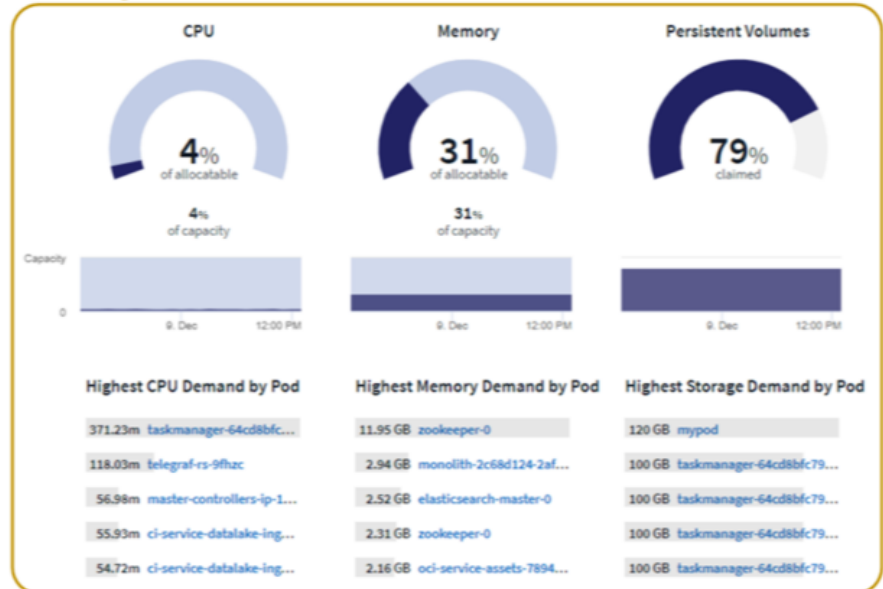 CPU
Memory
Persistent Volumes
4%
of allocatable
31%
of allocatable
79%
claimed
4%
of capacity
31%
of capacity
Capacity
0
9. Dec
12:00 PM
9. Dec
12:00 PM
9. Dec
12:00 PM
Highest CPU Demand by Pod
371.23m taskmanager-64cd8bfc...
118.03m telegraf-rs-9fhzc
56.98m master-controllers-ip-1...
55.93m ci-service-datalake-ing...
54.72m ci-service-datalake-ing...
Highest Memory Demand by Pod
11.95 GB zookeeper-0
2.94 GB monolith-2c68d124-2af...
2.52 GB elasticsearch-master-0
2.31 GB zookeeper-0
2.16 GB oci-service-assets-7894...
Highest Storage Demand by Pod
120 GB mypod
100 GB taskmanager-64cd8bfc79...
100 GB taskmanager-64cd8bfc79...
100 GB taskmanager-64cd8bfc79...
100 GB taskmanager-64cd8bfc79...